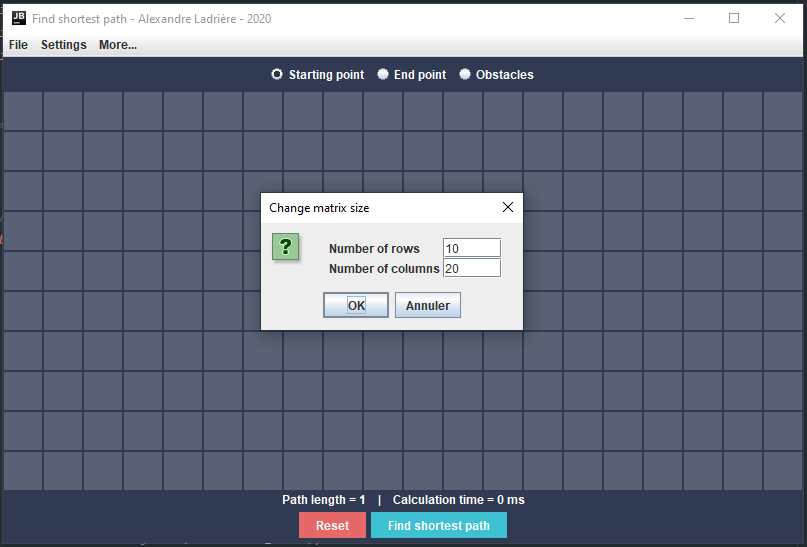 JB Find shortest path - Alexandre Ladrière - 2020
File Settings More...
Starting point End point Obstacles
Change matrix size
?
Number of rows 10
Number of columns 20
OK Annuler
Path length = 1 | Calculation time = 0 ms
Reset Find shortest path